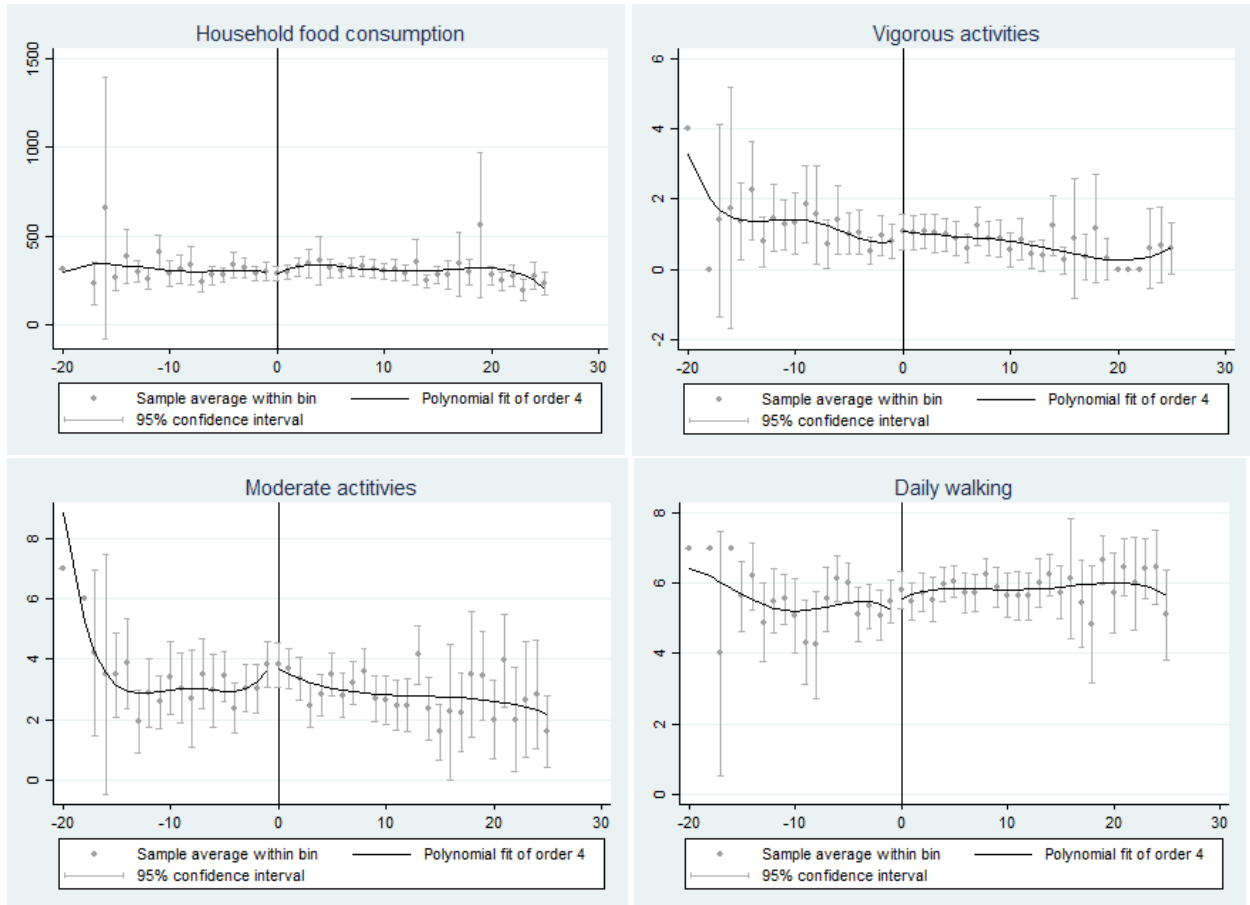 Household food consumption
1500
1000
500
0
-20 -10 0 10 20 30
Sample average within bin Polynomial fit of order 4
95% confidence interval
Vigorous activities
6
4
2
0
-2
-20 -10 0 10 20 30
Sample average within bin Polynomial fit of order 4
95% confidence interval
Moderate actitivies
8
6
4
2
0
-20 -10 0 10 20 30
Sample average within bin Polynomial fit of order 4
95% confidence interval
Daily walking
8
6
4
2
0
-20 -10 0 10 20 30
Sample average within bin Polynomial fit of order 4
95% confidence interval